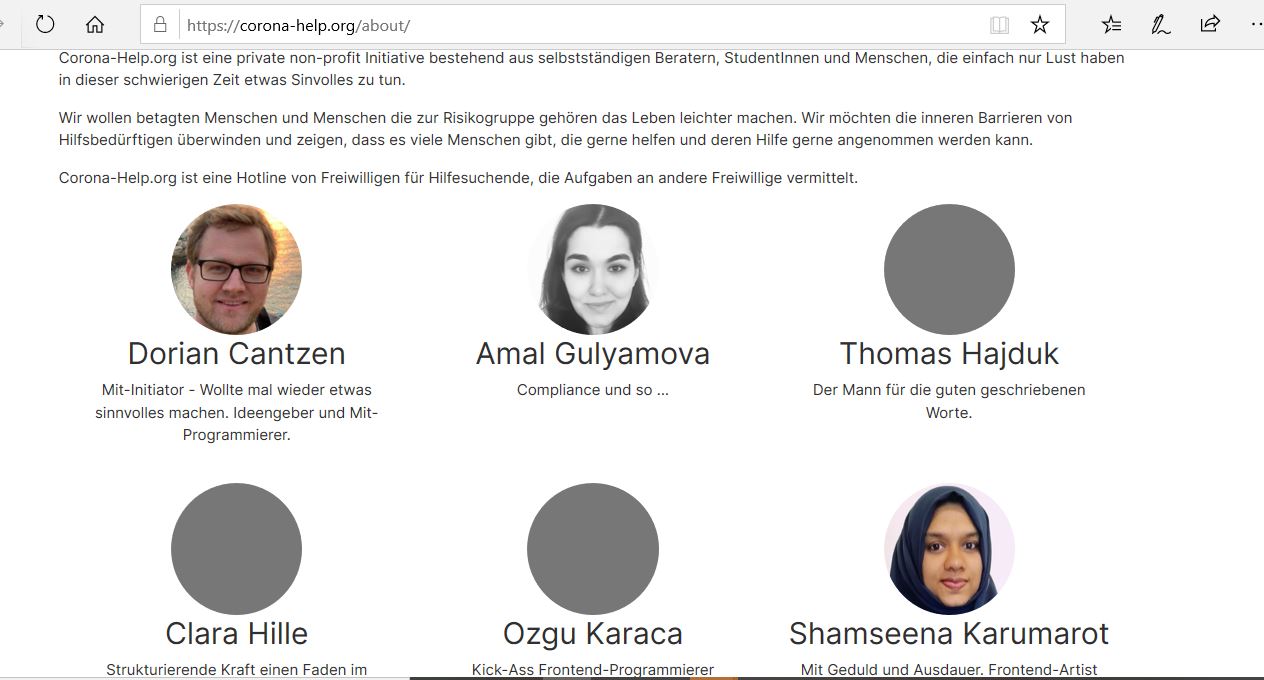 https://corona-help.org/about/
Corona-Help.org ist eine private non-profit Initiative bestehend aus selbstständigen Beratern, StudentInnen und Menschen, die einfach nur Lust haben
in dieser schwierigen Zeit etwas Sinvolles zu tun.
Wir wollen betagten Menschen und Menschen die zur Risikogruppe gehören das Leben leichter machen. Wir möchten die inneren Barrieren von
Hilfsbedürftigen überwinden und zeigen, dass es viele Menschen gibt, die gerne helfen und deren Hilfe gerne angenommen werden kann.
Corona-Help.org ist eine Hotline von Freiwilligen für Hilfesuchende, die Aufgaben an andere Freiwillige vermittelt.
Dorian Cantzen
Mit-Initiator - Wollte mal wieder etwas
sinnvolles machen. Ideengeber und Mit-
Programmierer.
Amal Gulyamova
Compliance und so ...
Thomas Hajduk
Der Mann für die guten geschriebenen
Worte.
Clara Hille
Strukturierende Kraft einen Faden im
Ozgu Karaca
Kick-Ass Frontend-Programmierer
Shamseena Karumarot
Mit Geduld und Ausdauer. Frontend-Artist